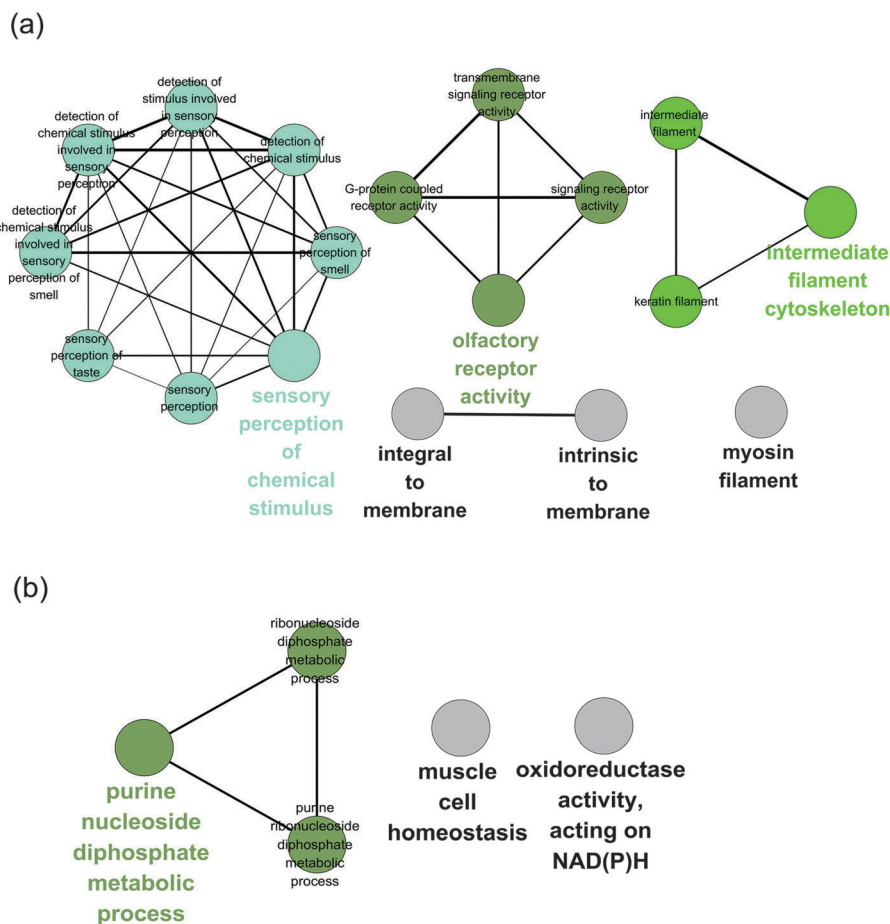 (a)
detection of
stimulus involved
in sensory
perception
detection of
chemical stimulus
involved in
sensory
perception
detection of
chemical stimulus
detection of
chemical stimulus
involved in
sensory
perception of
smell
sensory
perception of
smell
sensory
perception of
taste
sensory
perception
sensory
perception
of
chemical
stimulus
transmembrane
signaling receptor
activity
G-protein coupled
receptor activity
signaling receptor
activity
olfactory
receptor
activity
intermediate
filament
intermediate
filament
cytoskeleton
keratin filament
integral
to
membrane
intrinsic
to
membrane
myosin
filament
(b)
ribonucleoside
diphosphate
metabolic
process
purine
nucleoside
diphosphate
metabolic
process
purine
ribonucleoside
diphosphate
metabolic
process
muscle
cell
homeostasis
oxidoreductase
activity,
acting on
NAD(P)H